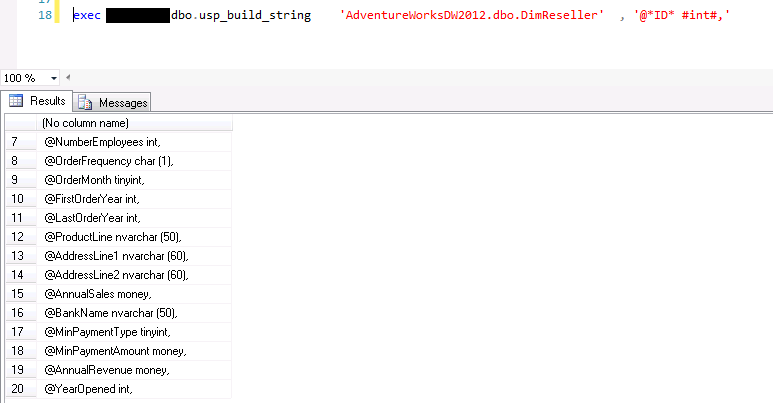 18 exec dbo.usp_build_string 'AdventureWorksDW2012.dbo.DimReseller' , '@*ID* #int#,'
100 %
Results Messages
(No column name)
7 @NumberEmployees int,
8 @OrderFrequency char (1),
9 @OrderMonth tinyint,
10 @FirstOrderYear int,
11 @LastOrderYear int,
12 @ProductLine nvarchar (50),
13 @AddressLine1 nvarchar (60),
14 @AddressLine2 nvarchar (60),
15 @AnnualSales money,
16 @BankName nvarchar (50),
17 @MinPaymentType tinyint,
18 @MinPaymentAmount money,
19 @AnnualRevenue money,
20 @YearOpened int,